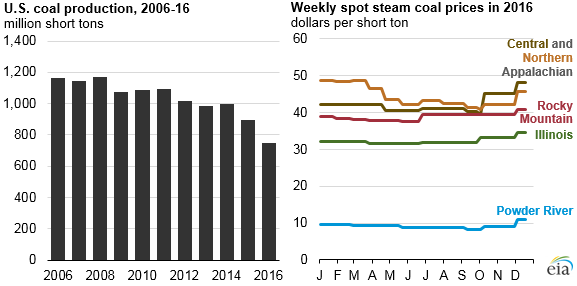 U.S. coal production, 2006-16
million short tons
1,400
1,200
1,000
800
600
400
200
0
2006 2008 2010 2012 2014 2016
Weekly spot steam coal prices in 2016
dollars per short ton
60
50
40
30
20
10
0
Central and
Northern
Appalachian
Rocky
Mountain
Illinois
Powder River
J F M A M J J A S O N D
eia